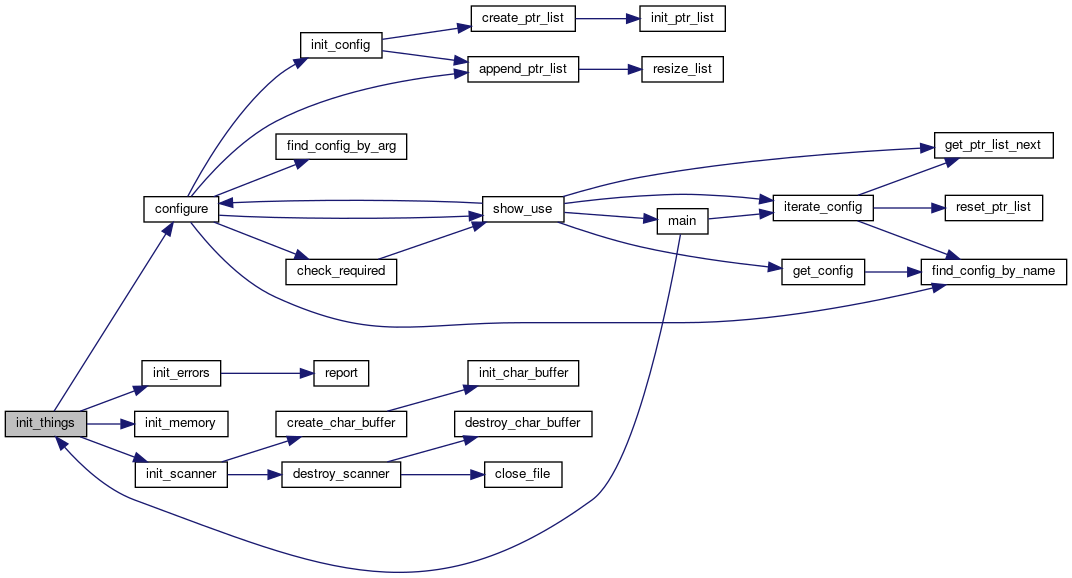 create_ptr_list
init_ptr_list
init_config
append_ptr_list
resize_list
find_config_by_arg
get_ptr_list_next
configure
show_use
main
iterate_config
reset_ptr_list
check_required
get_config
find_config_by_name
init_errors
report
init_char_buffer
init_things
init_memory
create_char_buffer
destroy_char_buffer
init_scanner
destroy_scanner
close_file